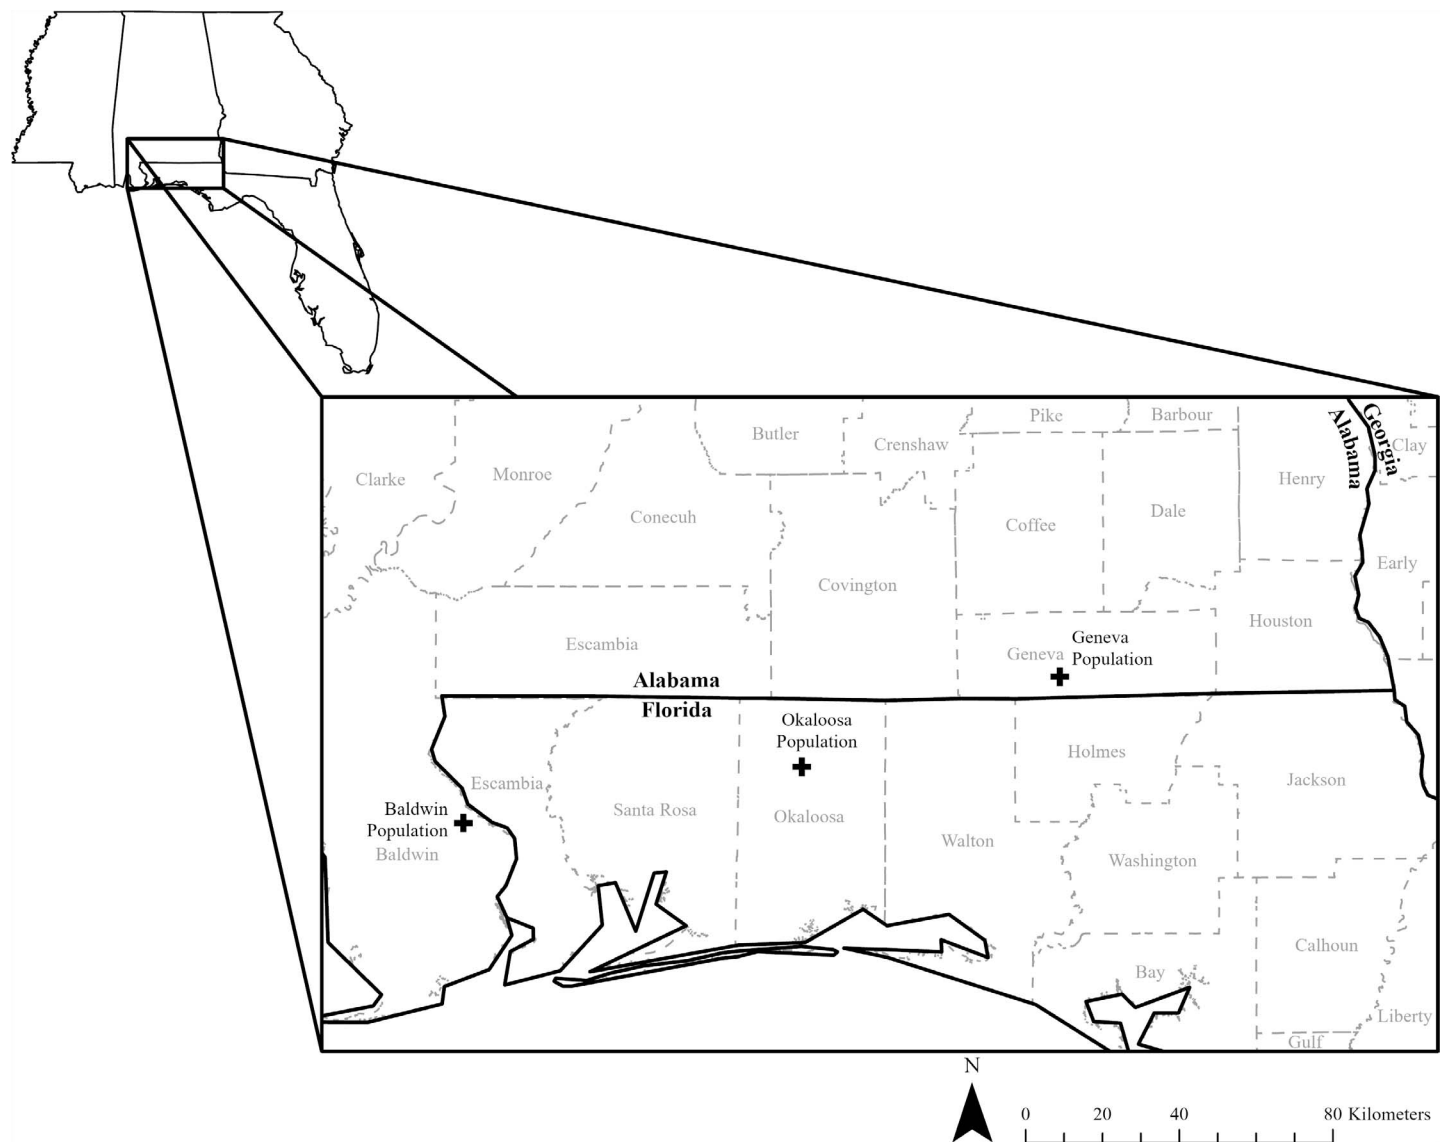 Pike
Barbour
Butler
Crenshaw
Georgia
Alabama
Clay
Clarke
Monroe
Henry
Conecuh
Coffee
Dale
Early
Covington
Houston
Escambia
Geneva
Geneva
Population
Alabama
Florida
Okaloosa
Population
Holmes
Jackson
Escambia
Baldwin
Population
Baldwin
Santa Rosa
Okaloosa
Walton
Washington
Calhoun
Bay
Liberty
Gulf
N
0 20 40 80 Kilometers